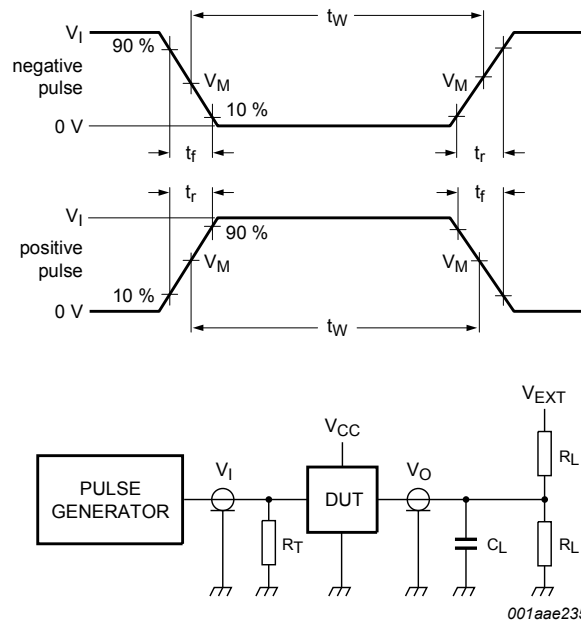 V_I
t_W
90 %
negative
pulse
V_M
V_M
10 %
0 V
t_f
t_r
t_r
t_f
V_I
90 %
positive
pulse
V_M
V_M
10 %
0 V
t_W
V_EXT
V_CC
R_L
V_I
V_O
PULSE
GENERATOR
DUT
R_T
C_L
R_L
001aae235